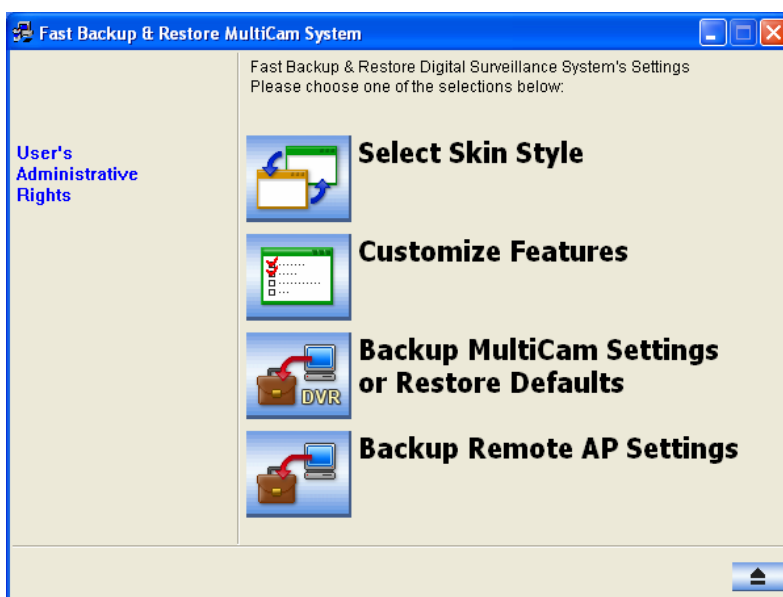 Fast Backup & Restore MultiCam System
Fast Backup & Restore Digital Surveillance System's Settings
Please choose one of the selections below:
User's
Administrative
Rights
Select Skin Style
Customize Features
Backup MultiCam Settings
or Restore Defaults
DVR
Backup Remote AP Settings